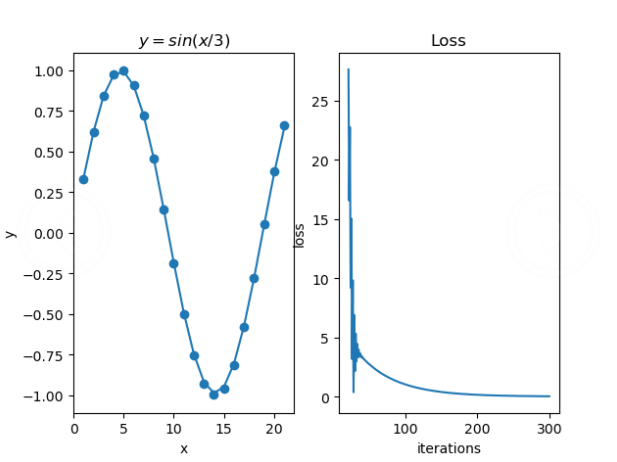 y = sin(x/3)
1.00
0.75
0.50
0.25
0.00
−0.25
−0.50
−0.75
−1.00
y
0 5 10 15 20
x
Loss
25
20
15
10
5
0
loss
100 200 300
iterations